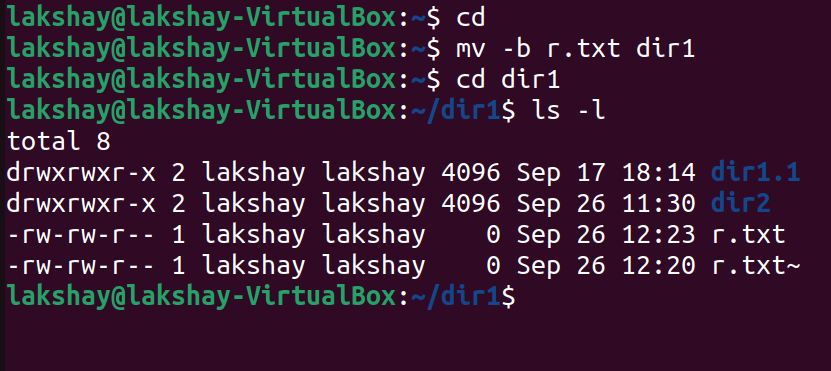 lakshay@lakshay-VirtualBox:~$ cd
lakshay@lakshay-VirtualBox:~$ mv -b r.txt dir1
lakshay@lakshay-VirtualBox:~$ cd dir1
lakshay@lakshay-VirtualBox:~/dir1$ ls -l
total 8
drwxrwxr-x 2 lakshay lakshay 4096 Sep 17 18:14 dir1.1
drwxrwxr-x 2 lakshay lakshay 4096 Sep 26 11:30 dir2
-rw-rw-r-- 1 lakshay lakshay    0 Sep 26 12:23 r.txt
-rw-rw-r-- 1 lakshay lakshay    0 Sep 26 12:20 r.txt~
lakshay@lakshay-VirtualBox:~/dir1$